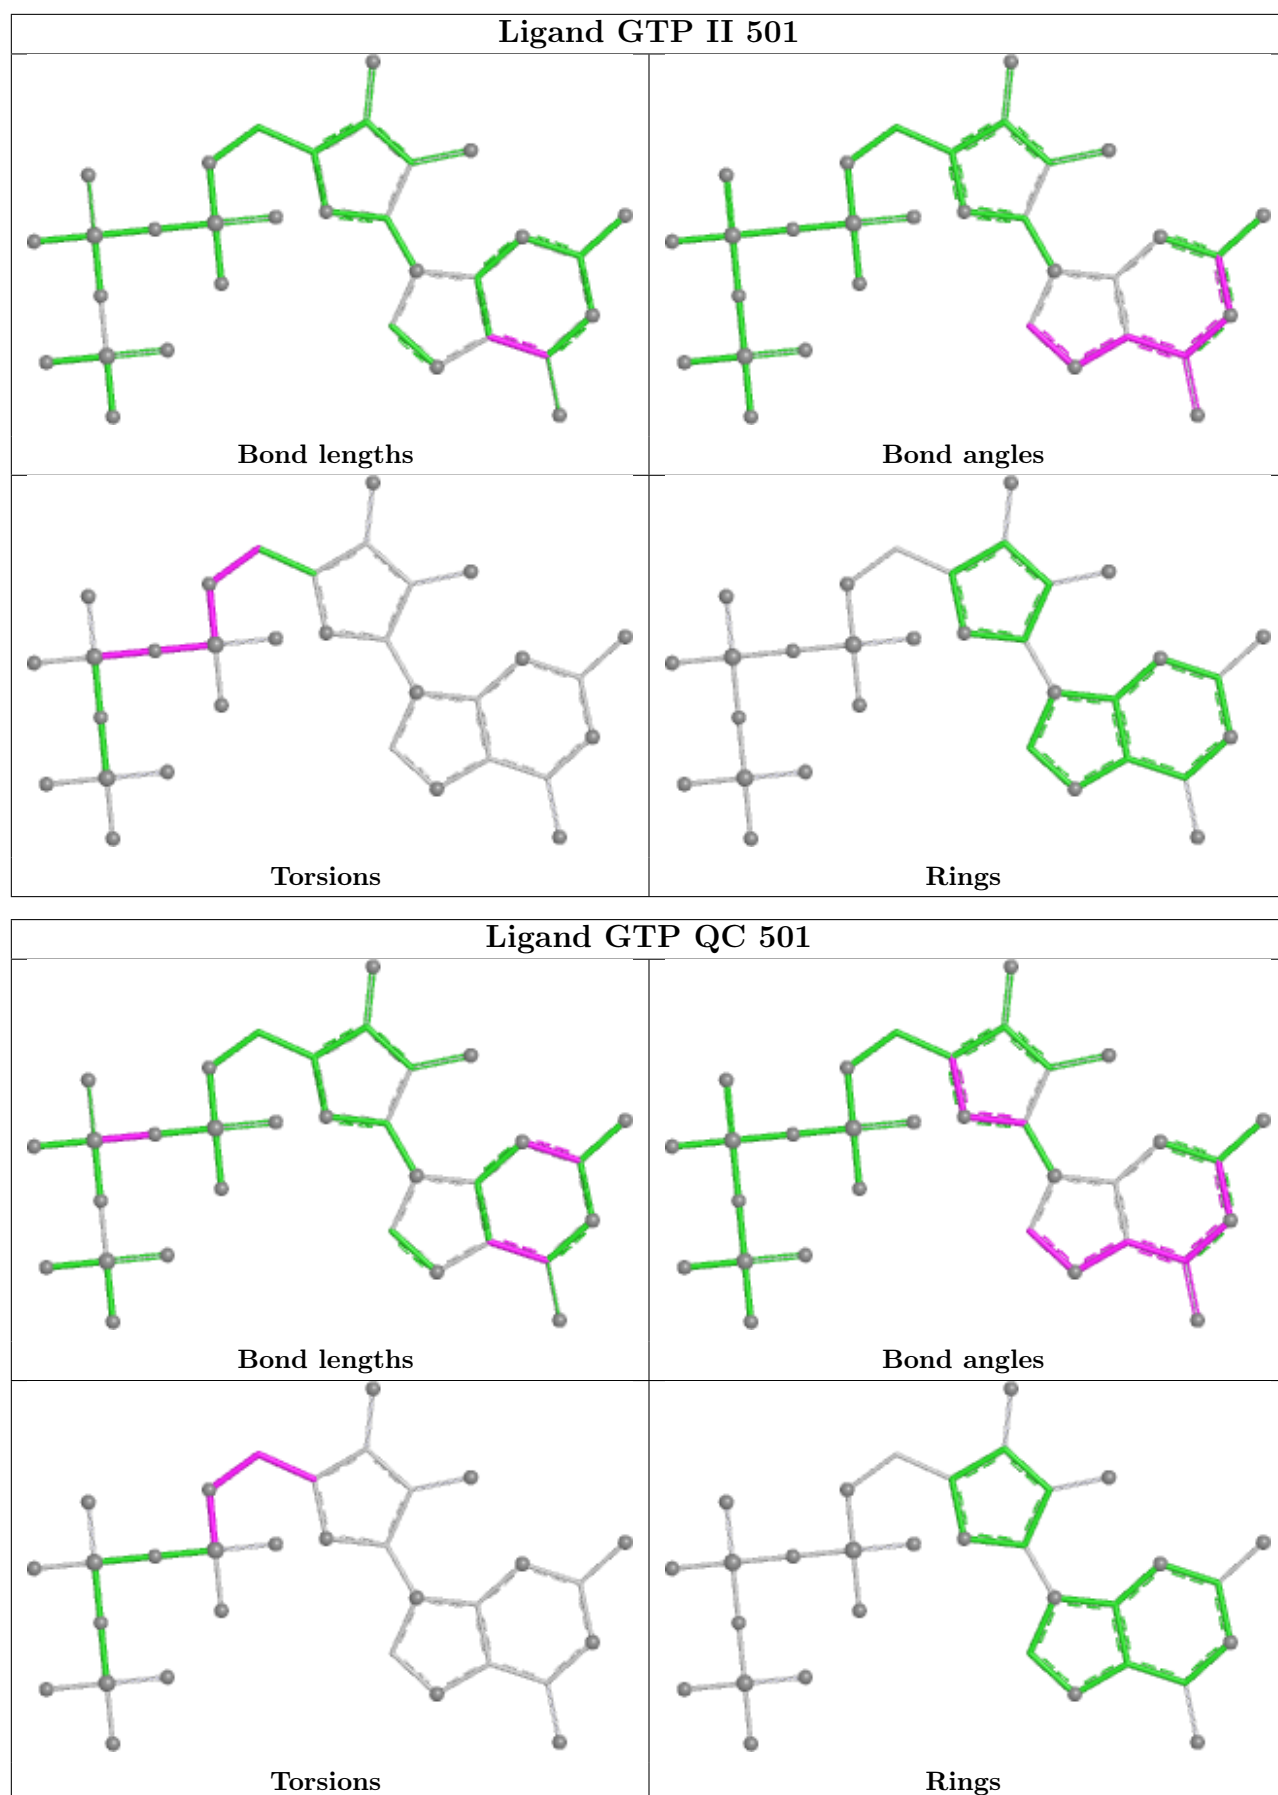 Ligand GTP II 501
Bond lengths
Bond angles
Torsions
Rings
Ligand GTP QC 501
Bond lengths
Bond angles
Torsions
Rings